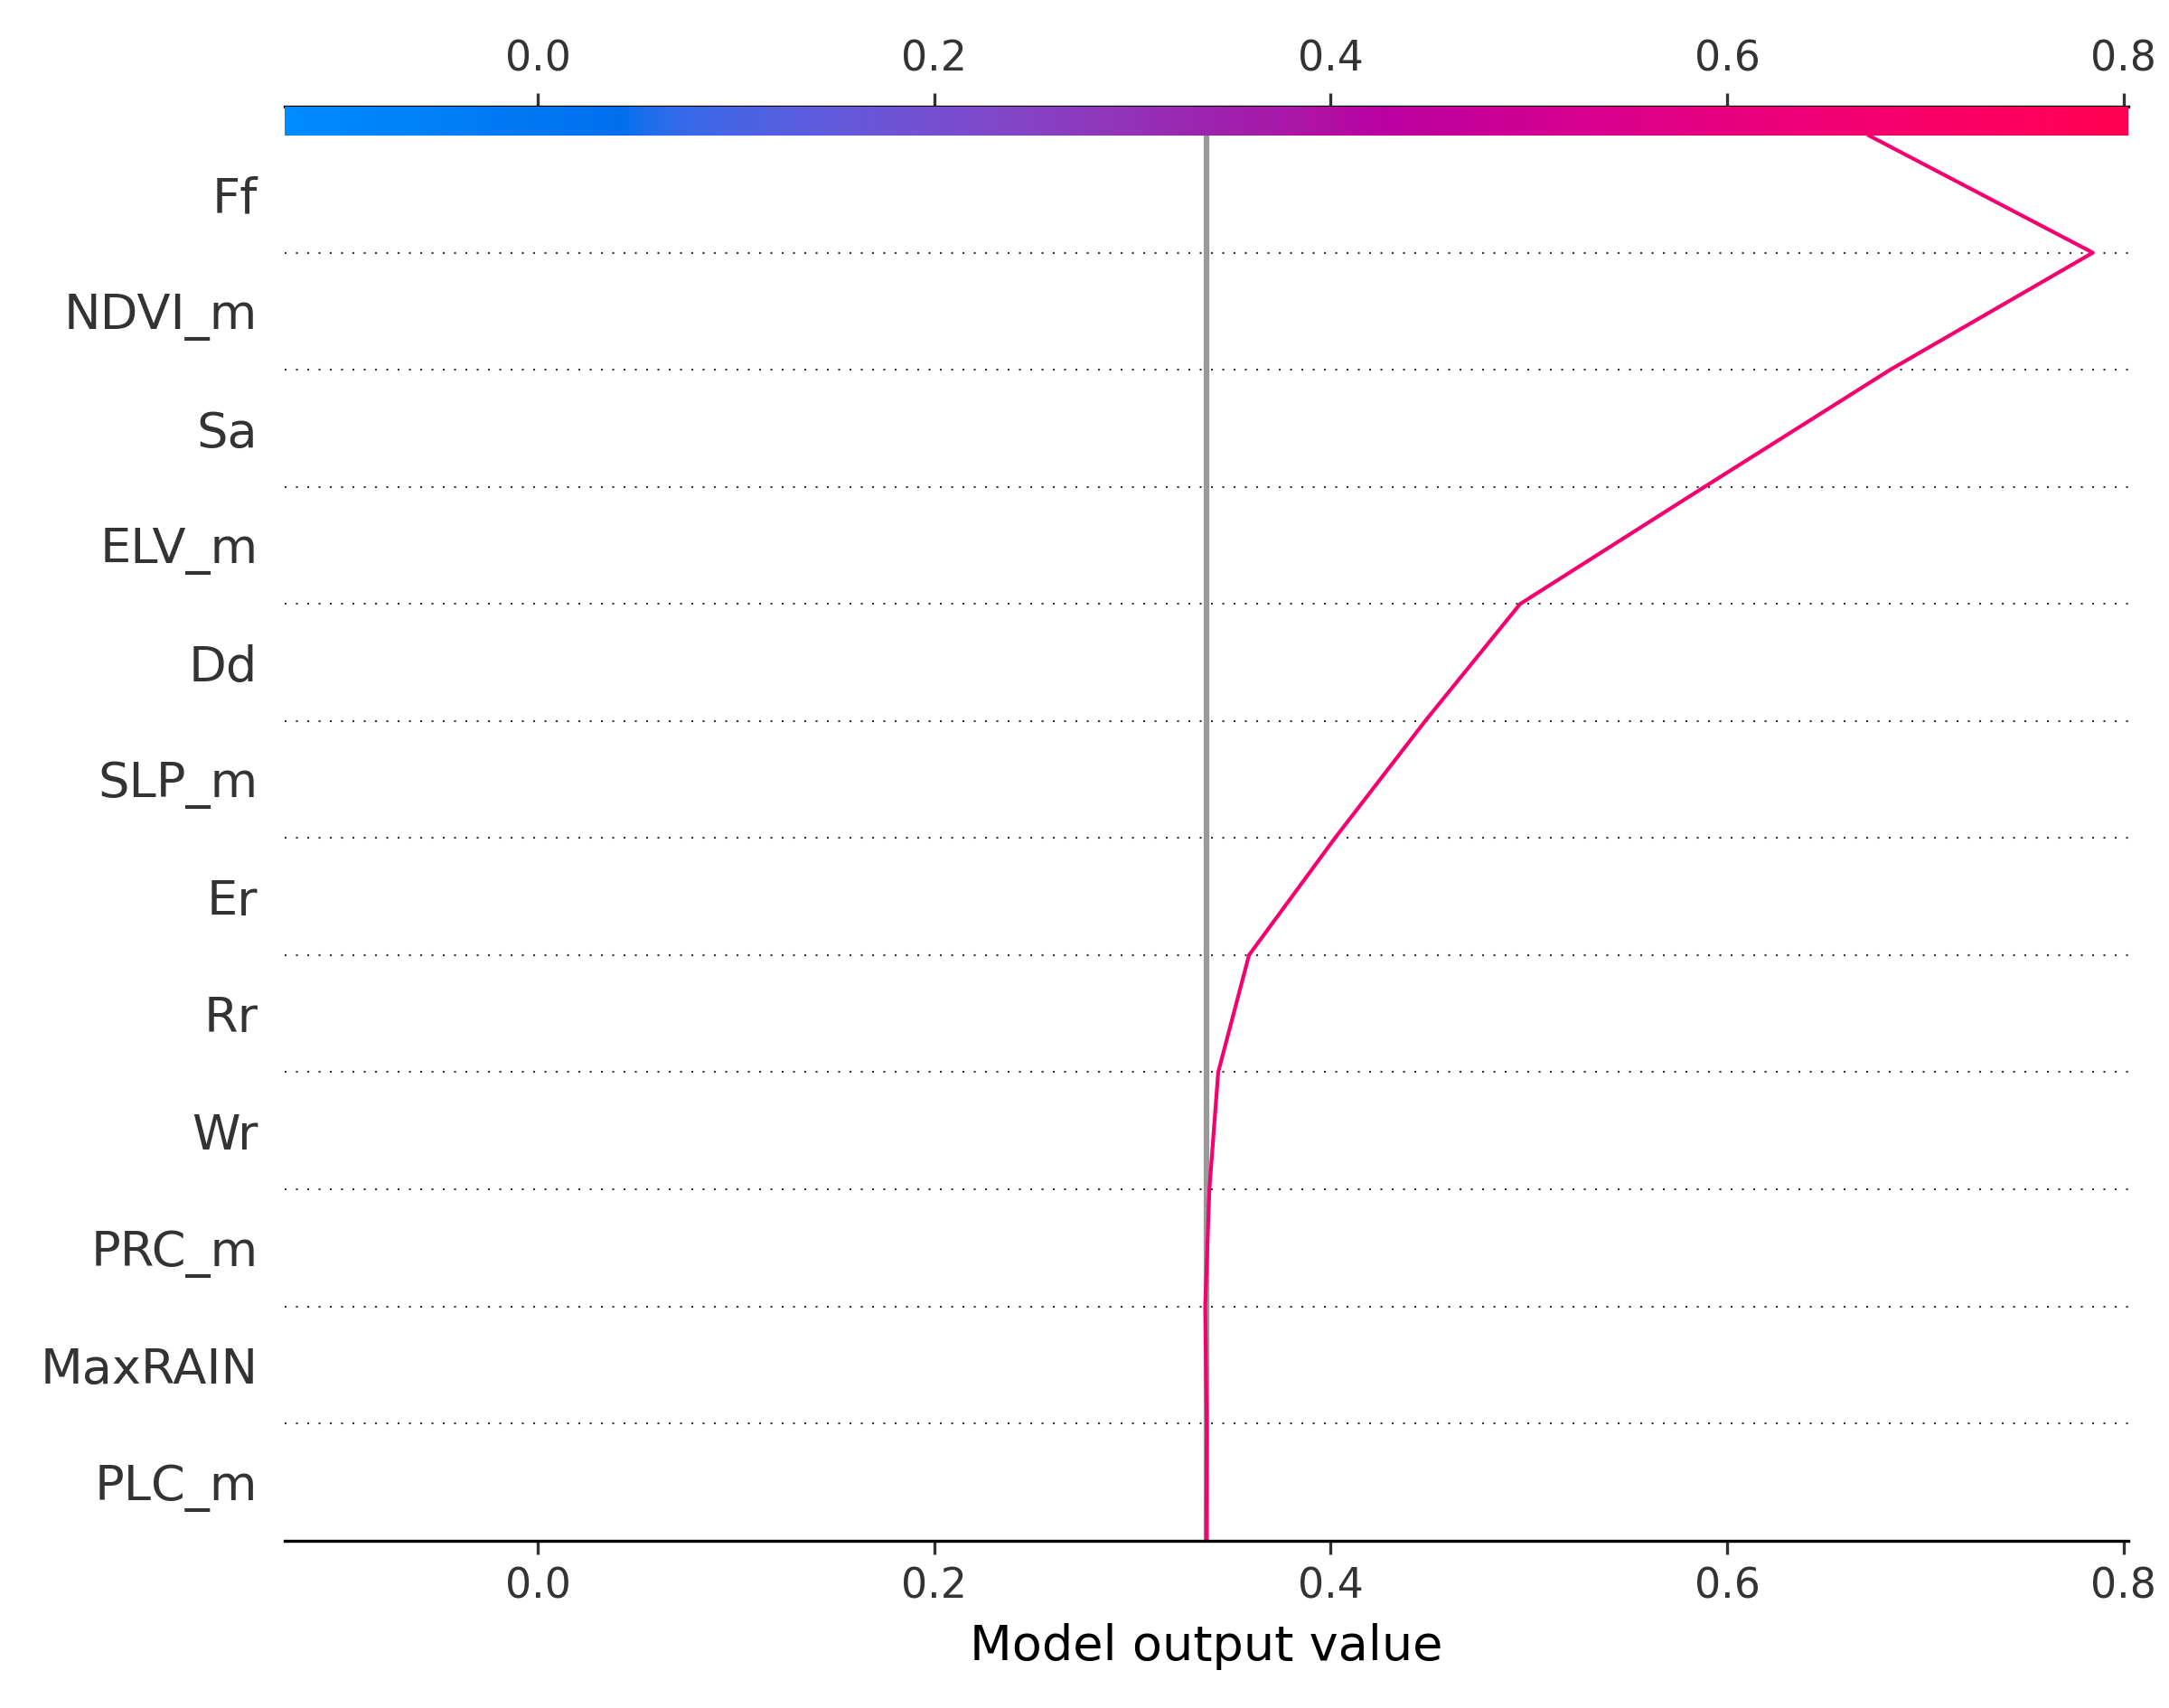 0.0 0.2 0.4 0.6 0.8
Ff
NDVI_m
Sa
ELV_m
Dd
SLP_m
Er
Rr
Wr
PRC_m
MaxRAIN
PLC_m
0.0 0.2 0.4 0.6 0.8
Model output value